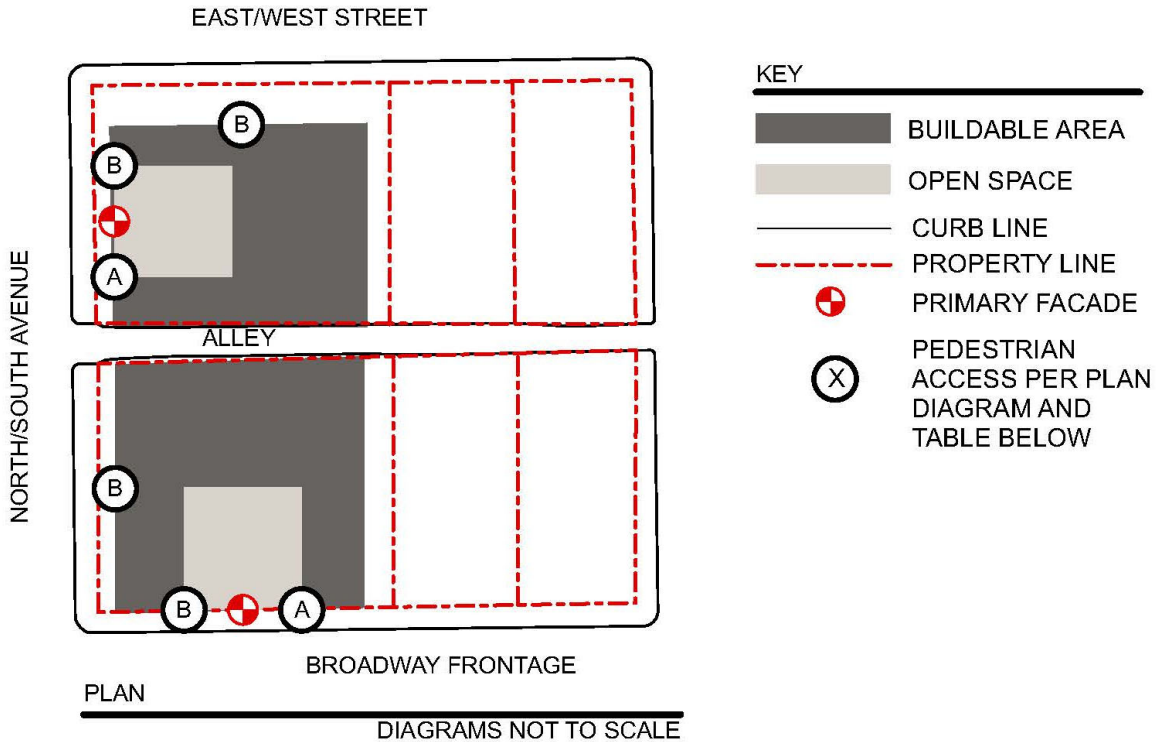 EAST/WEST STREET
B
B
A
NORTH/SOUTH AVENUE
ALLEY
B
B
A
BROADWAY FRONTAGE
PLAN
DIAGRAMS NOT TO SCALE
KEY
BUILDABLE AREA
OPEN SPACE
CURB LINE
PROPERTY LINE
PRIMARY FACADE
X
PEDESTRIAN
ACCESS PER PLAN
DIAGRAM AND
TABLE BELOW